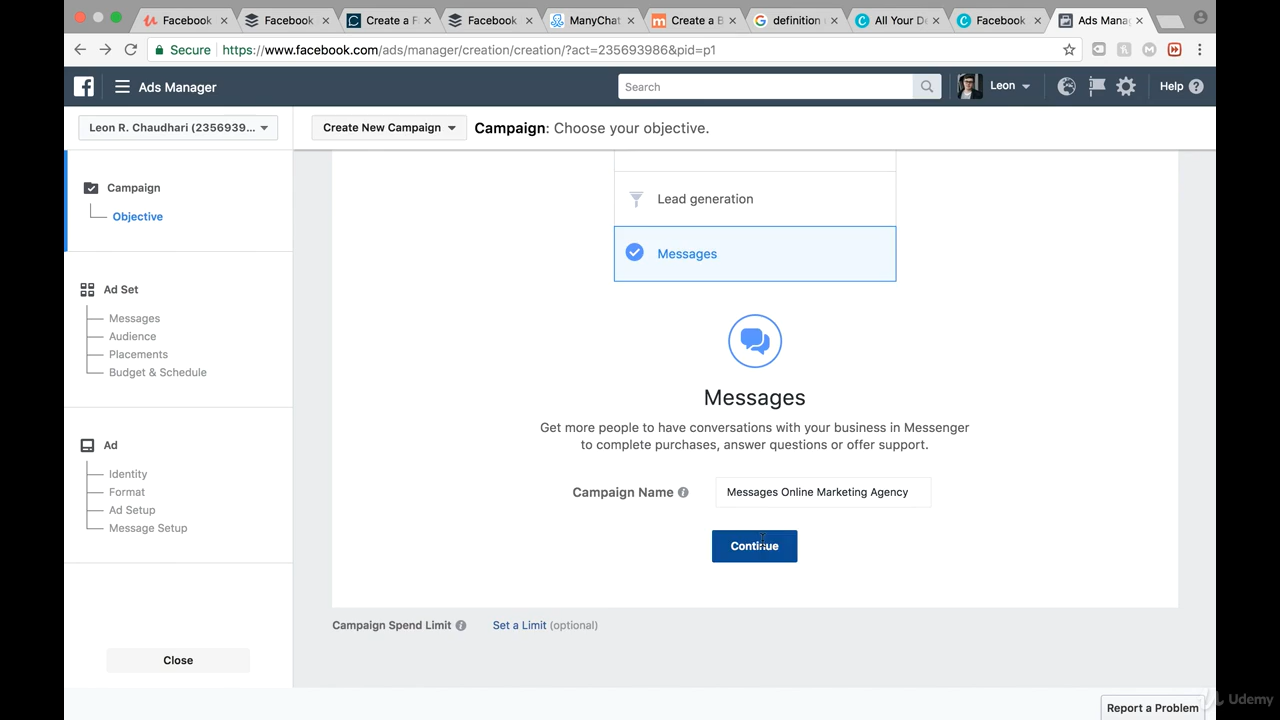 Facebook
Facebook
Create a F
Facebook
ManyChat
Create a B
definition
All Your De
Facebook
Ads Manag
Secure
https://www.facebook.com/ads/manager/creation/creation/?act=235693986&pid=p1
Ads Manager
Search
Leon
Help
Leon R. Chaudhari (2356939...
Create New Campaign
Campaign: Choose your objective.
Campaign
Objective
Ad Set
Messages
Audience
Placements
Budget & Schedule
Ad
Identity
Format
Ad Setup
Message Setup
Close
Lead generation
Messages
Messages
Get more people to have conversations with your business in Messenger
to complete purchases, answer questions or offer support.
Campaign Name
Messages Online Marketing Agency
Continue
Campaign Spend Limit
Set a Limit (optional)
Report a Problem
Udemy